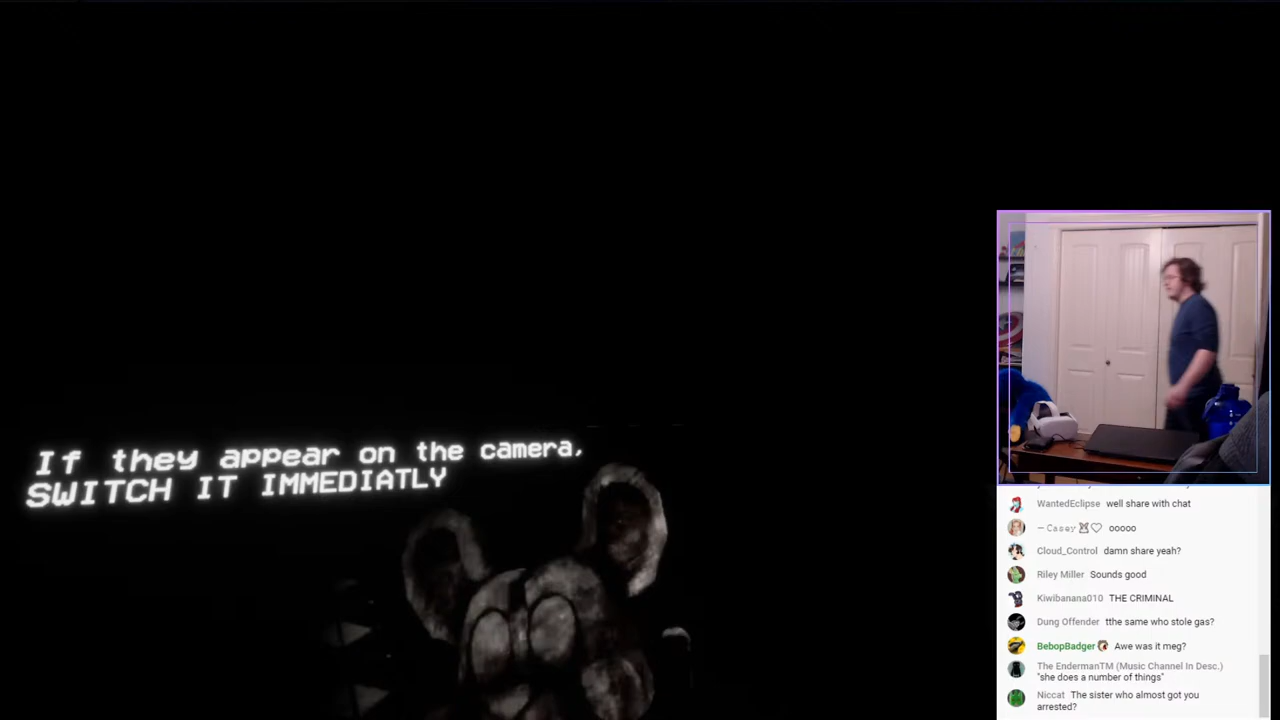 If they appear on the camera,
SWITCH IT IMMEDIATLY
WantedEclipse well share with chat
Casey ooooo
Cloud_Control damn share yeah?
Riley Miller Sounds good
Kiwibanana010 THE CRIMINAL
Dung Offender tthe same who stole gas?
BebopBadger Awe was it meg?
The EndermanTM (Music Channel In Desc.)
"she does a number of things"
Niccat The sister who almost got you
arrested?